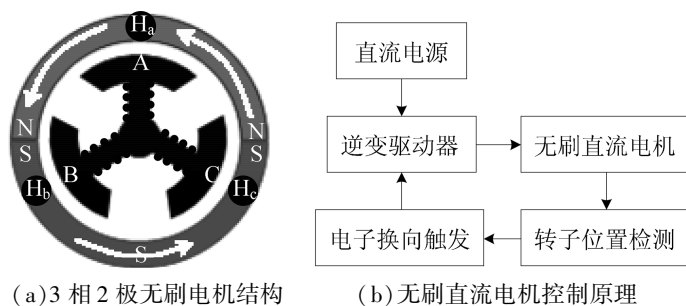 Ha
A
N
N
S
S
B
C
Hb
Hc
S
(a)3相2极无刷电机结构
直流电源
逆变驱动器
无刷直流电机
电子换向触发
转子位置检测
(b)无刷直流电机控制原理